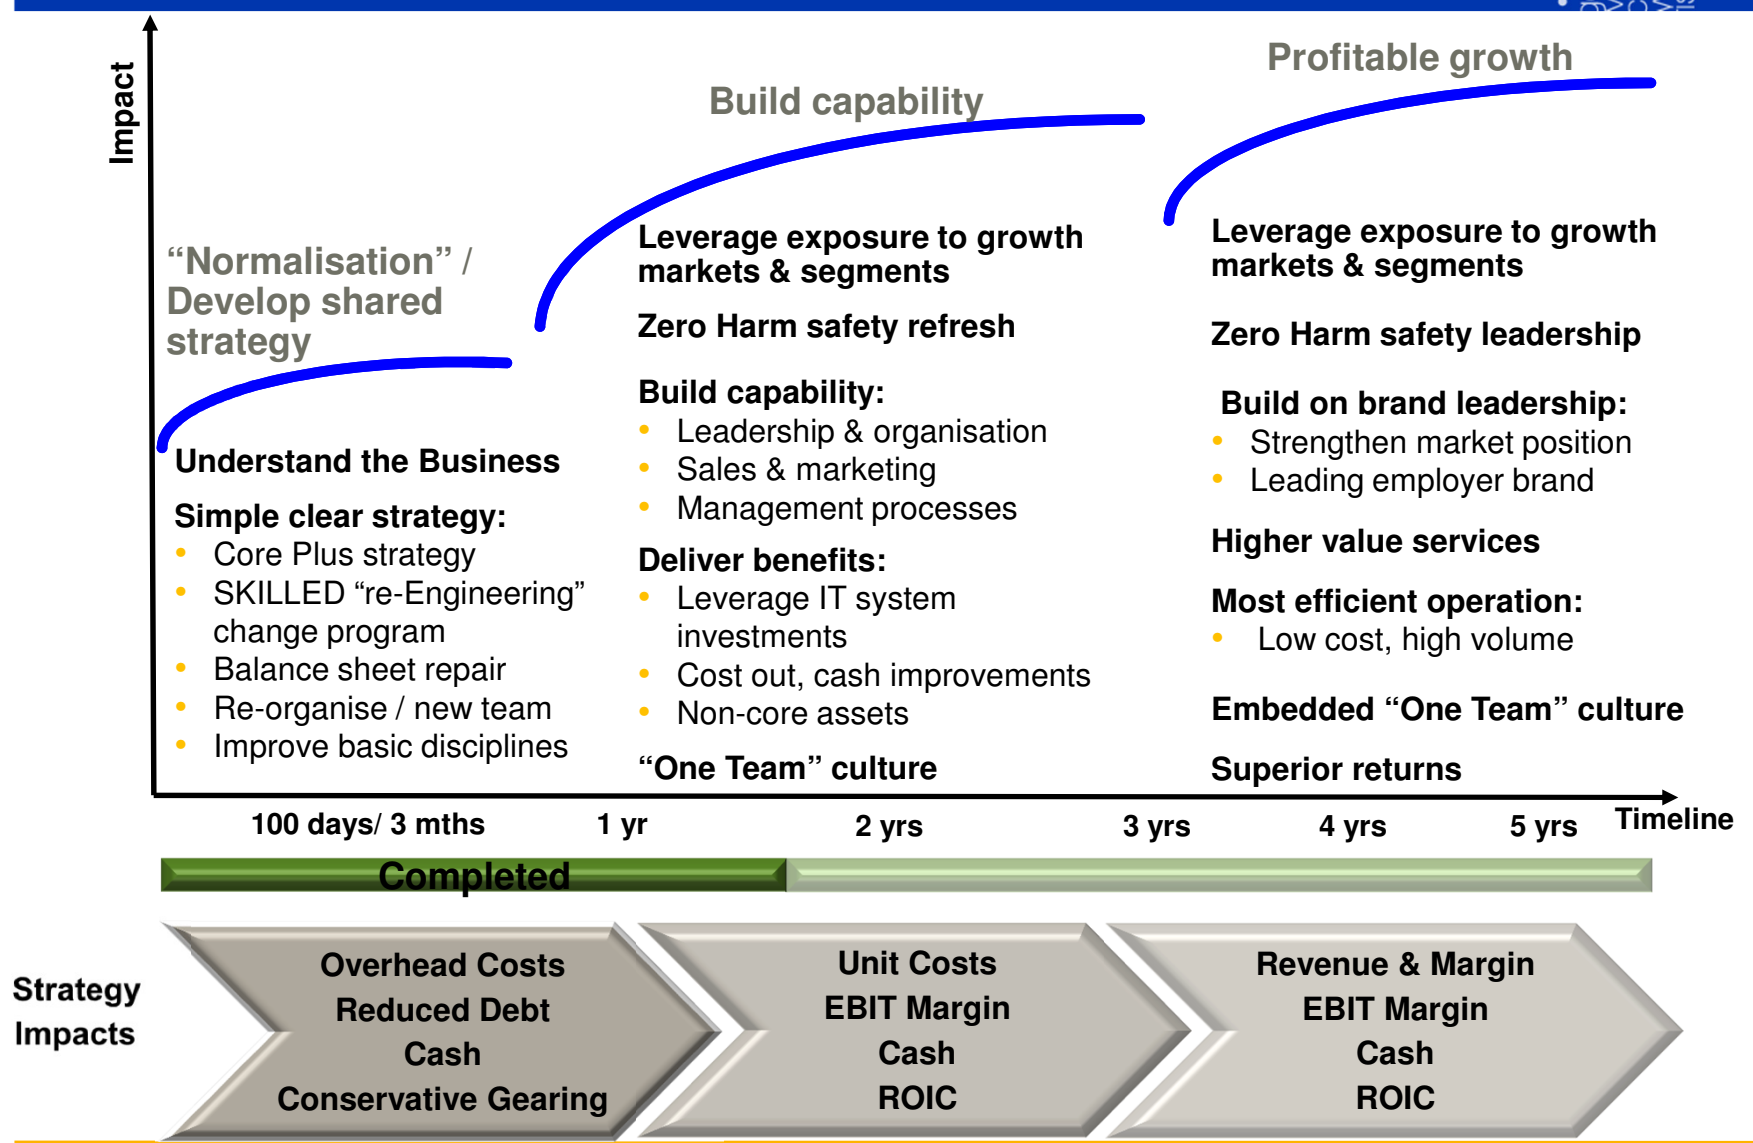 Impact
Profitable growth
Build capability
“Normalisation” /
Develop shared
strategy
Understand the Business
Simple clear strategy:
• Core Plus strategy
• SKILLED “re-Engineering”
change program
• Balance sheet repair
• Re-organise / new team
• Improve basic disciplines
Leverage exposure to growth
markets & segments
Zero Harm safety refresh
Build capability:
• Leadership & organisation
• Sales & marketing
• Management processes
Deliver benefits:
• Leverage IT system
investments
• Cost out, cash improvements
• Non-core assets
“One Team” culture
Leverage exposure to growth
markets & segments
Zero Harm safety leadership
Build on brand leadership:
• Strengthen market position
• Leading employer brand
Higher value services
Most efficient operation:
• Low cost, high volume
Embedded “One Team” culture
Superior returns
100 days/ 3 mths
1 yr
2 yrs
3 yrs
4 yrs
5 yrs
Timeline
Completed
Strategy
Impacts
Overhead Costs
Reduced Debt
Cash
Conservative Gearing
Unit Costs
EBIT Margin
Cash
ROIC
Revenue & Margin
EBIT Margin
Cash
ROIC